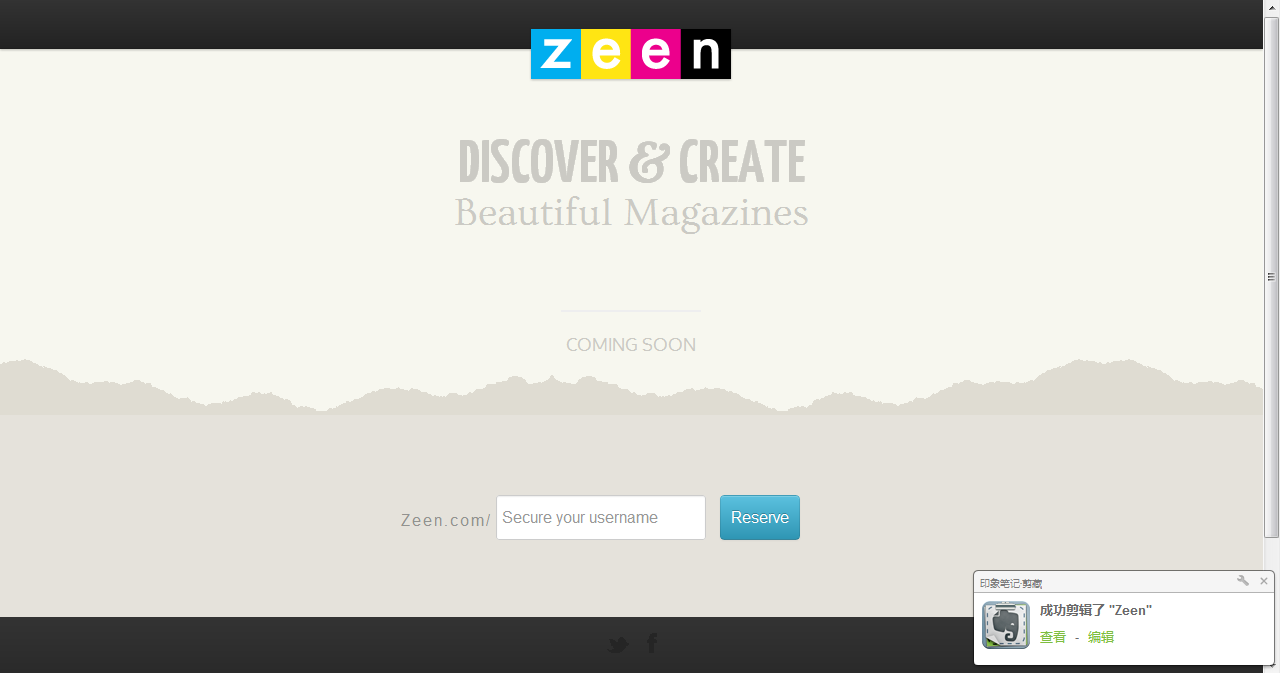 zeen
DISCOVER & CREATE
Beautiful Magazines
COMING SOON
Zeen.com/ Secure your username Reserve
印象笔记·剪藏
成功剪辑了 "Zeen"
查看 - 编辑